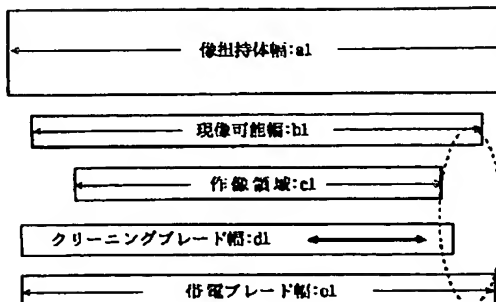 像担持体幅:a1
現像可能幅:b1
作像領域:c1
クリーニングブレード幅:d1
帯電ブレード幅:e1